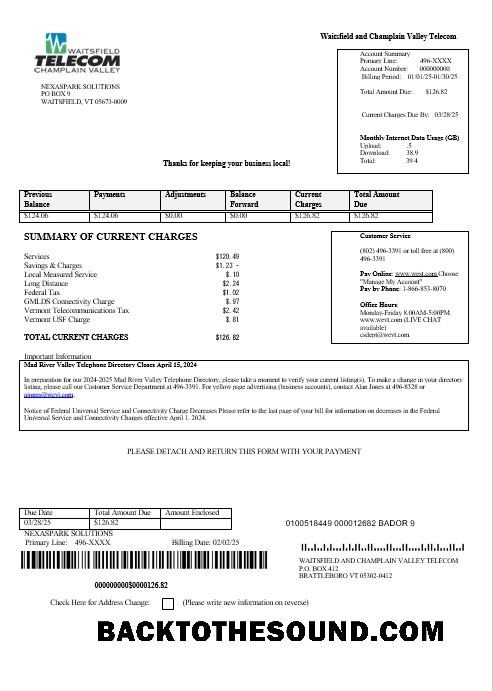 WAITSFIELD
TELECOM
CHAMPLAIN VALLEY
Waitsfield and Champlain Valley Telecom
NEXASPARK SOLUTIONS
PO BOX 9
WAITSFIELD, VT 05673-0009
Account Summary
Primary Line: 496-XXXX
Account Number: 000000000
Billing Period: 01/01/25-01/30/25
Total Amount Due: $126.82
Current Charges Due By: 03/28/25
Monthly Internet Data Usage (GB)
Upload: .5
Download: 38.9
Total: 39.4
Thanks for keeping your business local!
Previous Balance Payments Adjustments Balance Forward Current Charges Total Amount Due
$124.06 $124.06 $0.00 $0.00 $126.82 $126.82
SUMMARY OF CURRENT CHARGES
Services $120.49
Savings & Charges $1.23 -
Local Measured Service $.10
Long Distance $2.24
Federal Tax $1.02
GMLDS Connectivity Charge $.97
Vermont Telecommunications Tax $2.42
Vermont USF Charge $.81
TOTAL CURRENT CHARGES $126.82
Customer Service
(802) 496-3391 or toll free at (800)
496-3391
Pay Online: www.wcvt.com Choose
"Manage My Account"
Pay by Phone: 1-866-853-8070
Office Hours:
Monday-Friday 8:00AM-5:00PM
www.wcvt.com (LIVE CHAT
available)
csdept@wcvt.com
Important Information
Mad River Valley Telephone Directory Closes April 15, 2024
In preparation for our 2024-2025 Mad River Valley Telephone Directory, please take a moment to verify your current listing(s). To make a change in your directory
listing, please call our Customer Service Department at 496-3391. For yellow page advertising (business accounts), contact Alan Jones at 496-8328 or
ajones@wcvt.com.
Notice of Federal Universal Service and Connectivity Charge Decreases Please refer to the last page of your bill for information on decreases in the Federal
Universal Service and Connectivity Charges effective April 1, 2024.
PLEASE DETACH AND RETURN THIS FORM WITH YOUR PAYMENT
Due Date Total Amount Due Amount Enclosed
03/28/25 $126.82
NEXASPARK SOLUTIONS
Primary Line: 496-XXXX Billing Date: 02/02/25
0100518449 000012682 BADOR 9
WAITSFIELD AND CHAMPLAIN VALLEY TELECOM
P.O. BOX 412
BRATTLEBORO VT 05302-0412
000000000$0000126.82
Check Here for Address Change: (Please write new information on reverse)
BACKTOTHESOUND.COM